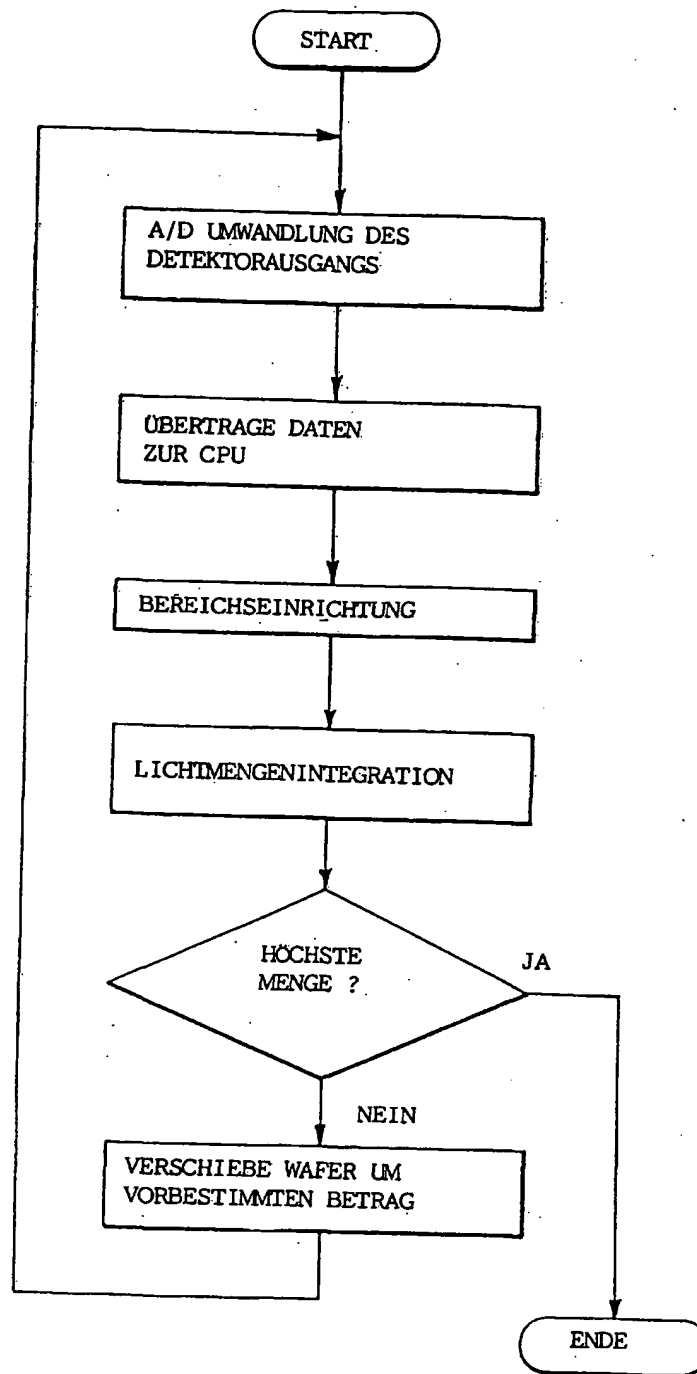 START
A/D UMWANDLUNG DES
DETEKTORAUSGANGS
ÜBERTRAGE DATEN
ZUR CPU
BEREICHSEINRICHTUNG
LICHTMENGENINTEGRATION
HÖCHSTE
MENGE ?
JA
NEIN
VERSCHIEBE WAFER UM
VORBESTIMMTEN BETRAG
ENDE